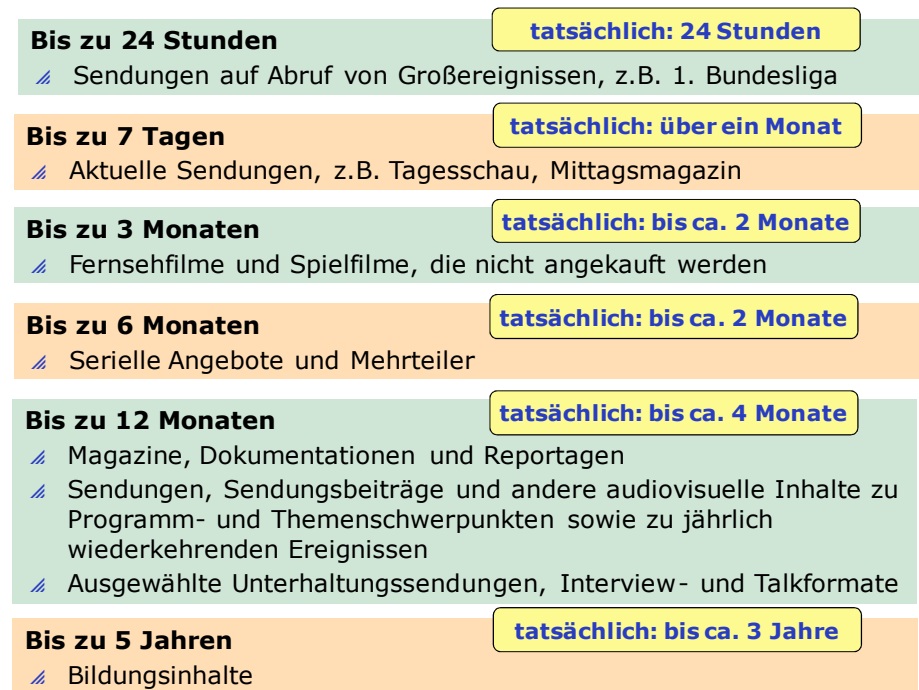 Bis zu 24 Stunden
tatsächlich: 24 Stunden
Sendungen auf Abruf von Großereignissen, z.B. 1. Bundesliga
Bis zu 7 Tagen
tatsächlich: über ein Monat
Aktuelle Sendungen, z.B. Tagesschau, Mittagsmagazin
Bis zu 3 Monaten
tatsächlich: bis ca. 2 Monate
Fernsehfilme und Spielfilme, die nicht angekauft werden
Bis zu 6 Monaten
tatsächlich: bis ca. 2 Monate
Serielle Angebote und Mehrteiler
Bis zu 12 Monaten
tatsächlich: bis ca. 4 Monate
Magazine, Dokumentationen und Reportagen
Sendungen, Sendungsbeiträge und andere audiovisuelle Inhalte zu
Programm- und Themenschwerpunkten sowie zu jährlich
wiederkehrenden Ereignissen
Ausgewählte Unterhaltungssendungen, Interview- und Talkformate
Bis zu 5 Jahren
tatsächlich: bis ca. 3 Jahre
Bildungsinhalte